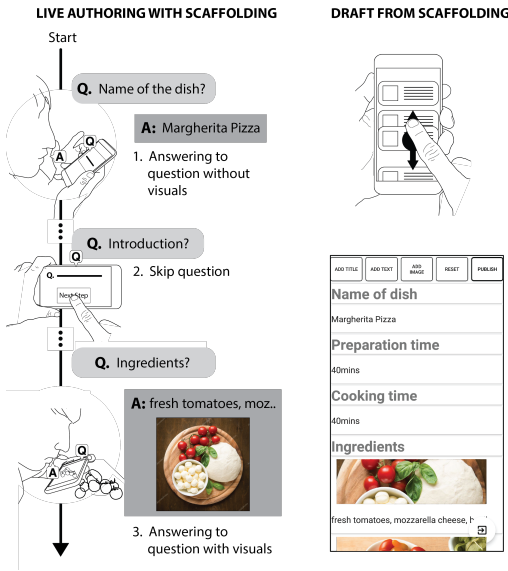 LIVE AUTHORING WITH SCAFFOLDING
Start
Q. Name of the dish?
A: Margherita Pizza
Q
A
1. Answering to
question without
visuals
Q. Introduction?
Q
2. Skip question
Q.
Next Step
Q. Ingredients?
A: fresh tomatoes, moz..
Q
A
3. Answering to
question with visuals
DRAFT FROM SCAFFOLDING
ADD TITLE
ADD TEXT
ADD
IMAGE
RESET
PUBLISH
Name of dish
Margherita Pizza
Preparation time
40mins
Cooking time
40mins
Ingredients
fresh tomatoes, mozzarella cheese,